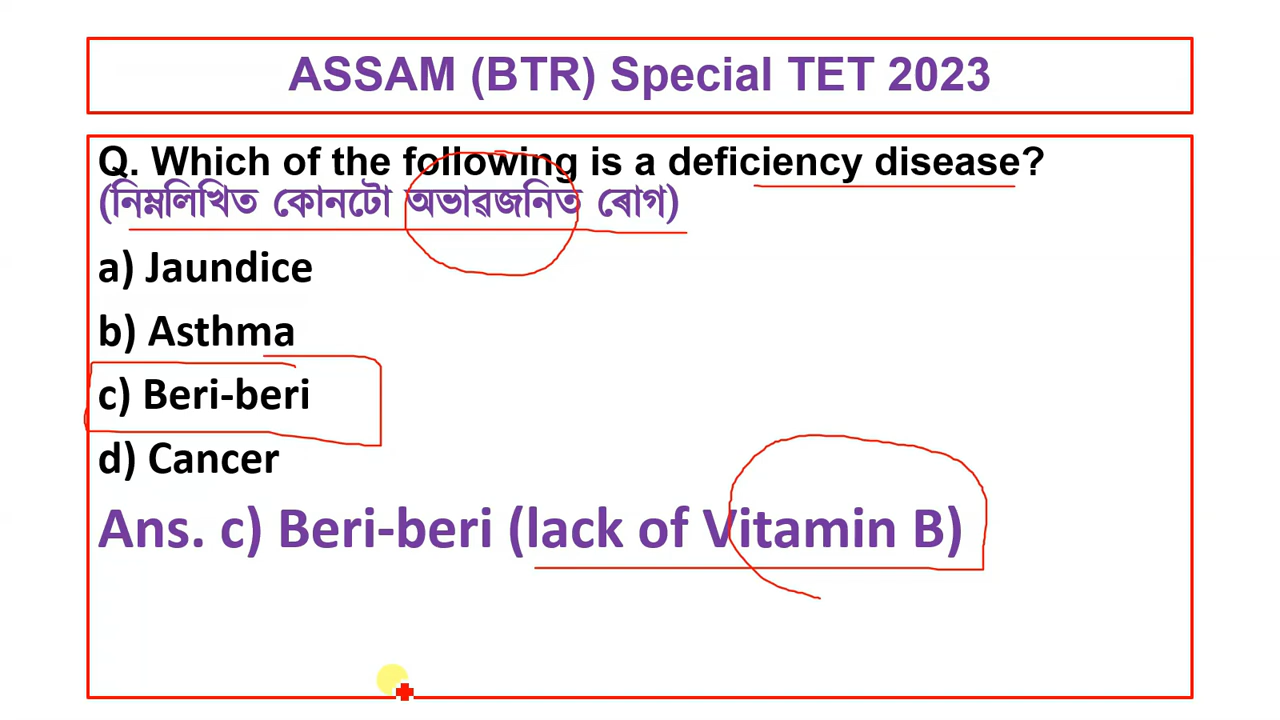 ASSAM (BTR) Special TET 2023
Q. Which of the following is a deficiency disease?
(নিম্নলিখিত কোনটো অভাৱজনিত ৰোগ)
a) Jaundice
b) Asthma
c) Beri-beri
d) Cancer
Ans. c) Beri-beri (lack of Vitamin B)